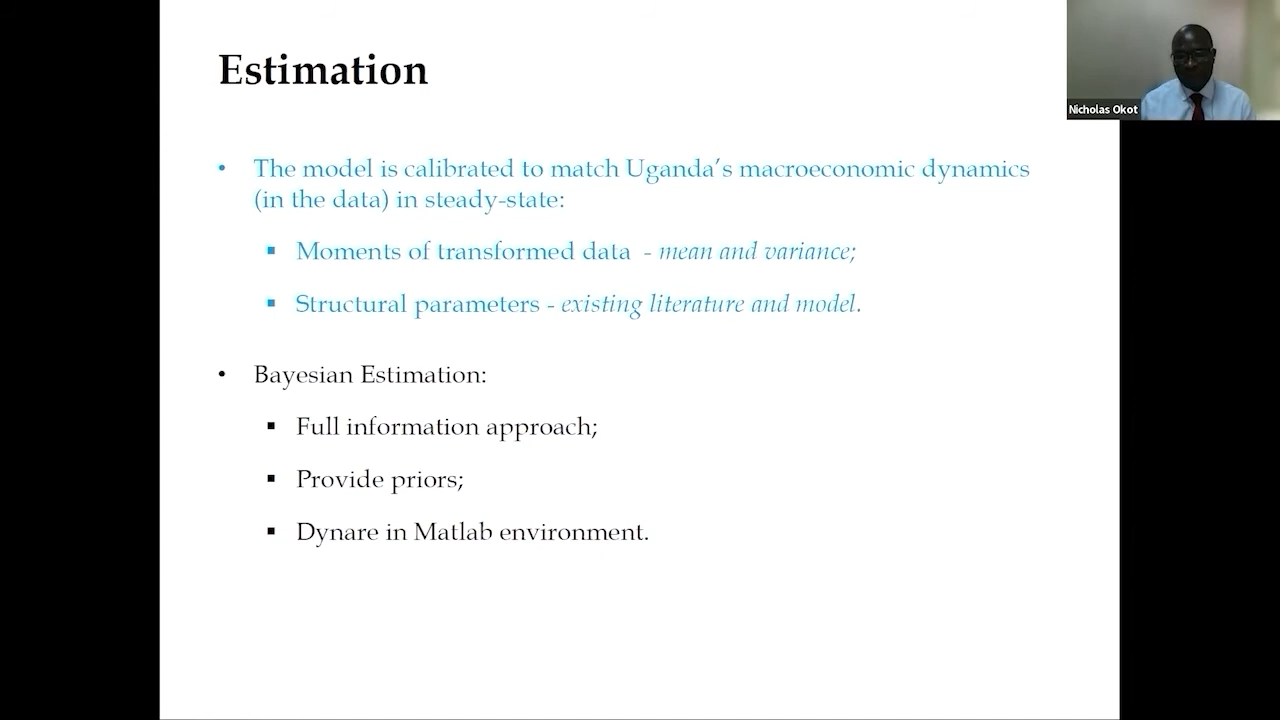 Estimation
• The model is calibrated to match Uganda's macroeconomic dynamics
(in the data) in steady-state:
▪ Moments of transformed data - mean and variance;
▪ Structural parameters - existing literature and model.
• Bayesian Estimation:
▪ Full information approach;
▪ Provide priors;
▪ Dynare in Matlab environment.
Nicholas Okot